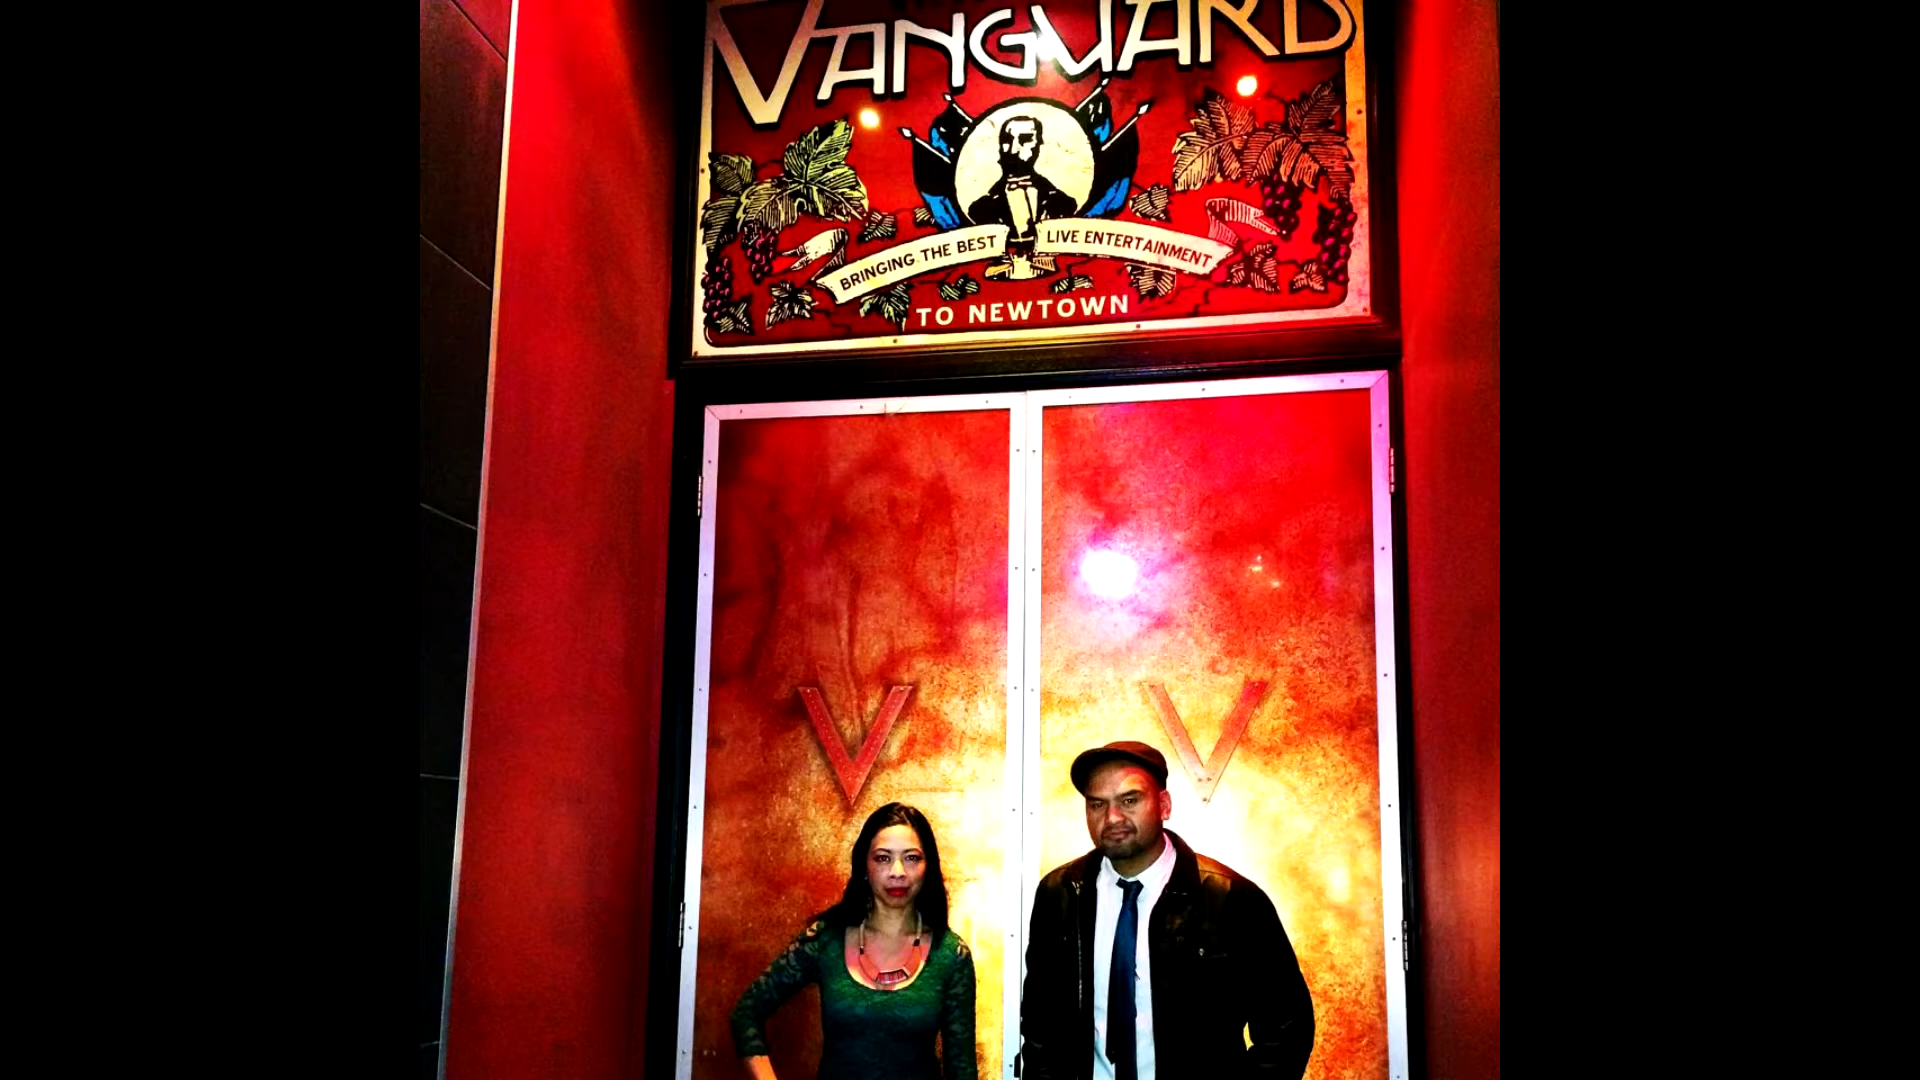 VANGUARD
BRINGING THE BEST LIVE ENTERTAINMENT
TO NEWTOWN
V V